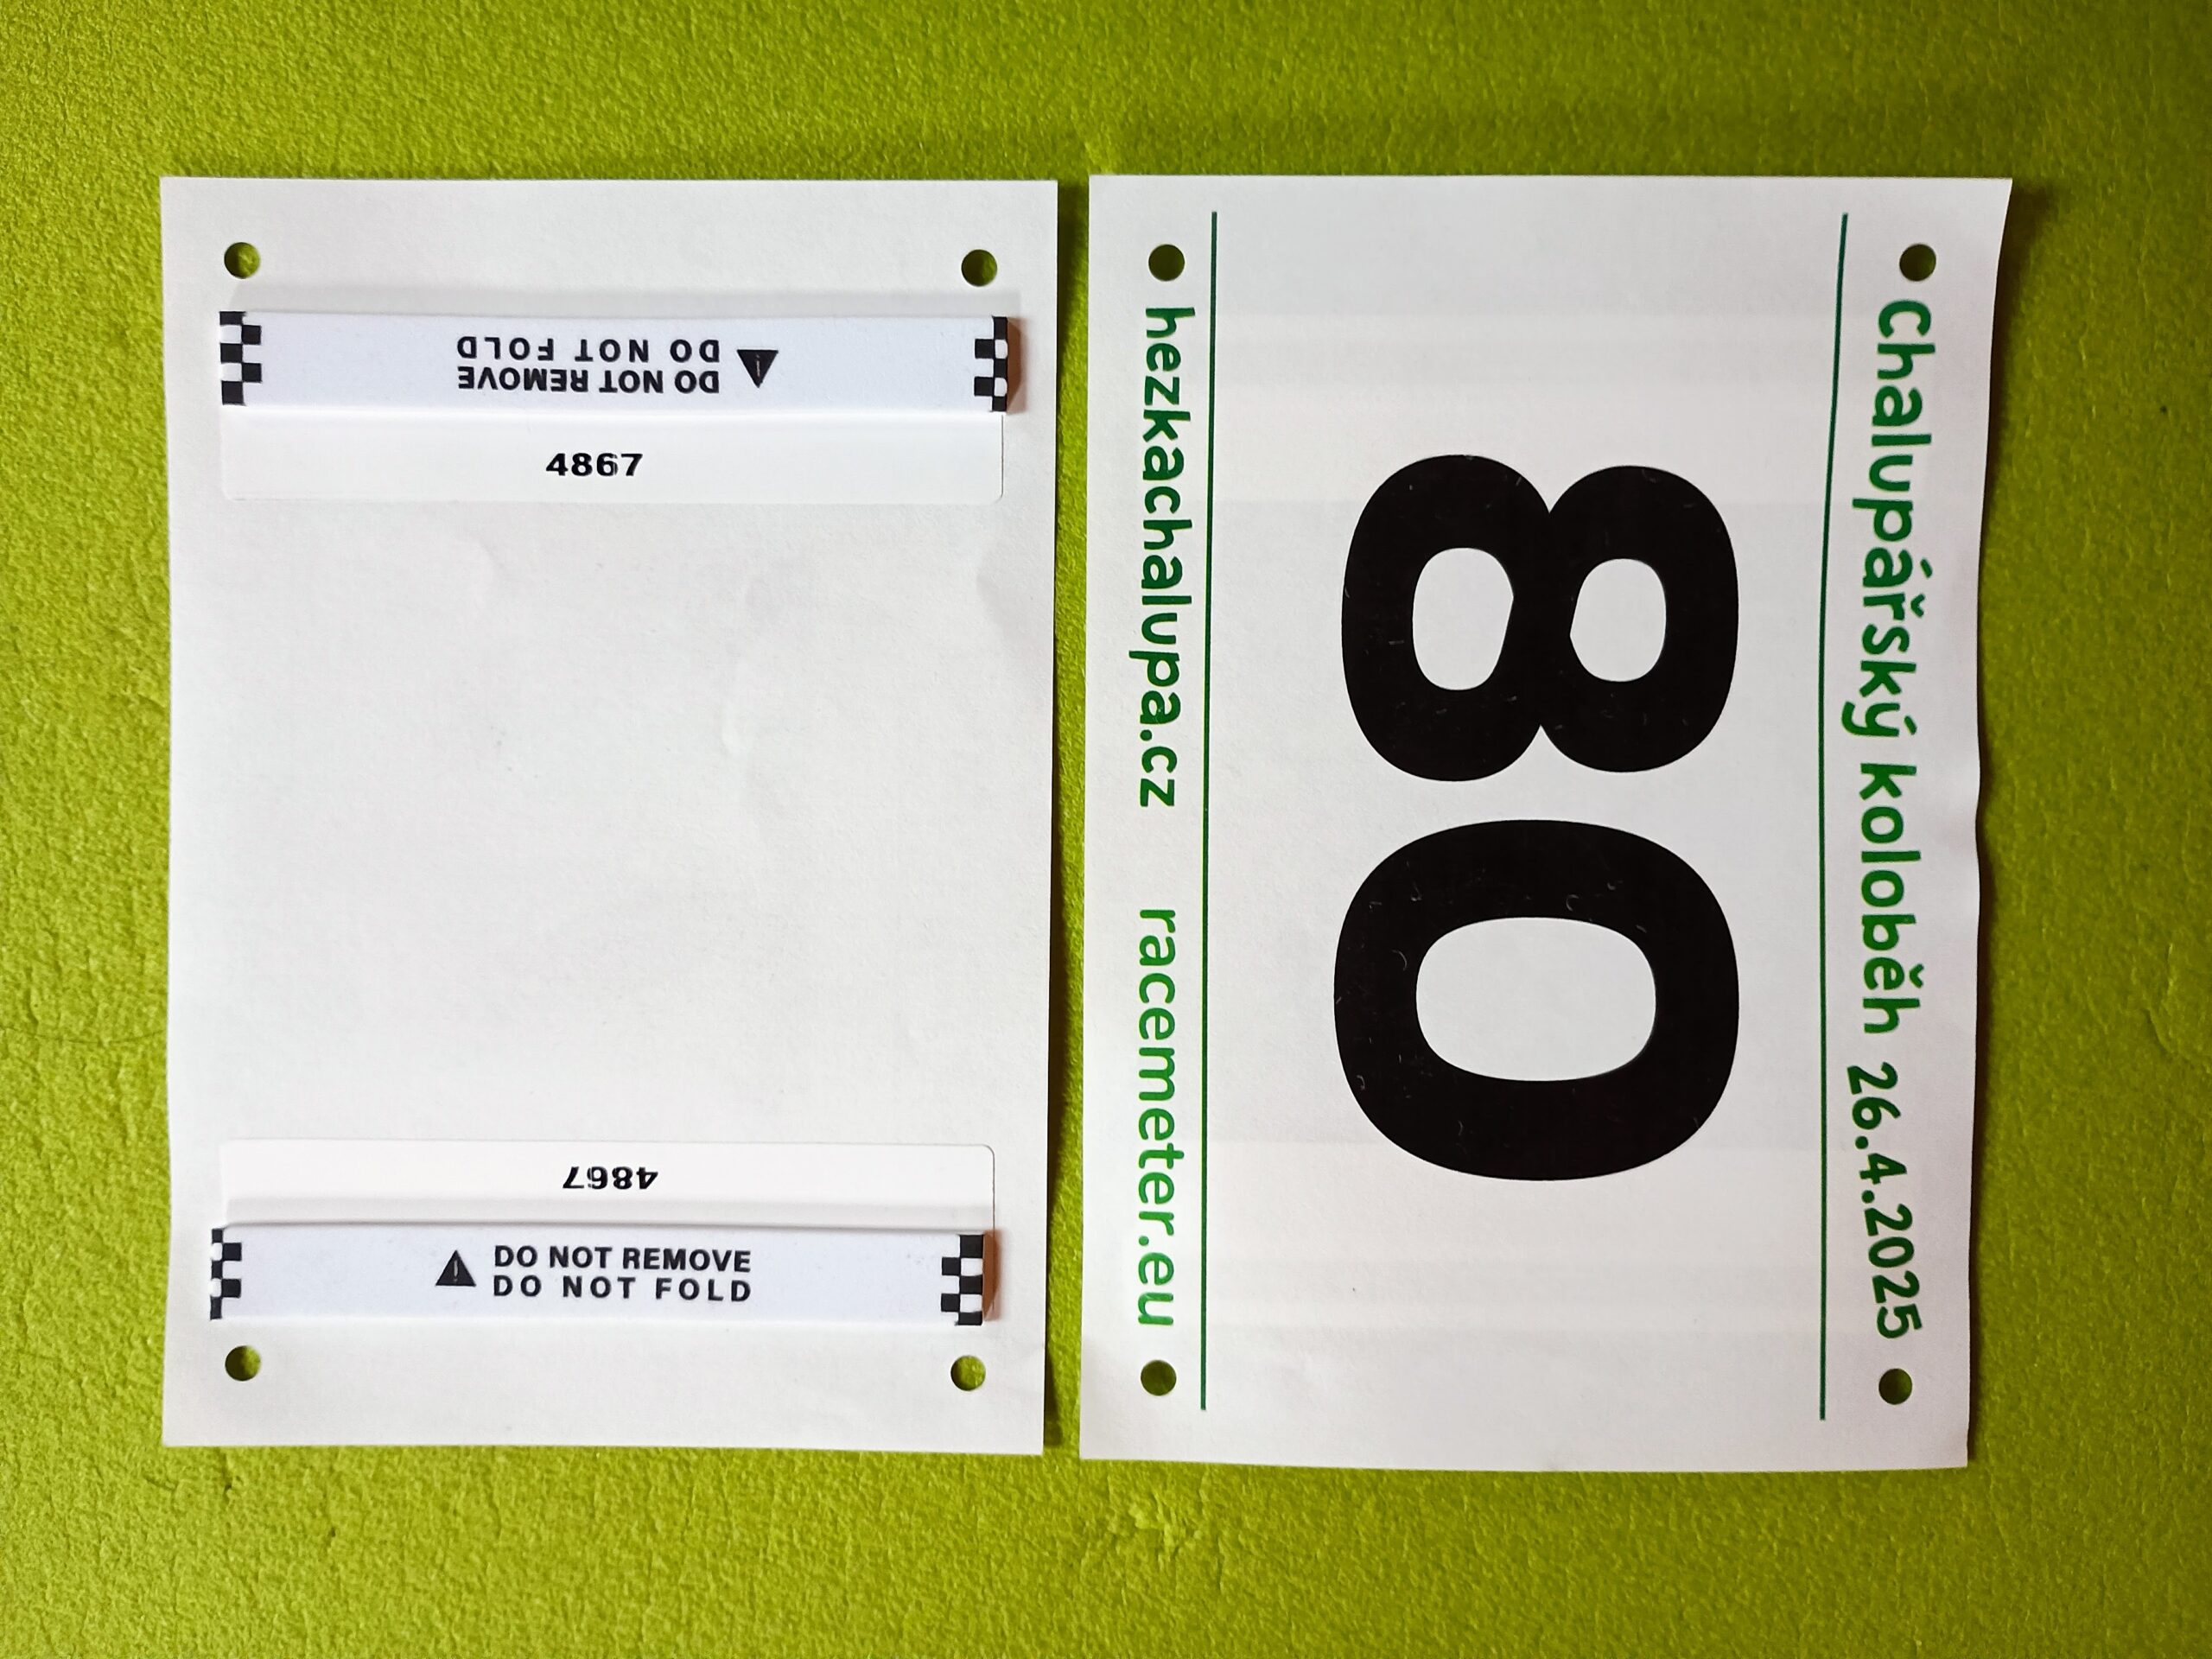 DO NOT REMOVE
DO NOT FOLD
4867
4867
DO NOT REMOVE
DO NOT FOLD
Chalupářský koloběh 26.4.2025
80
hezkachalupa.cz racemeter.eu